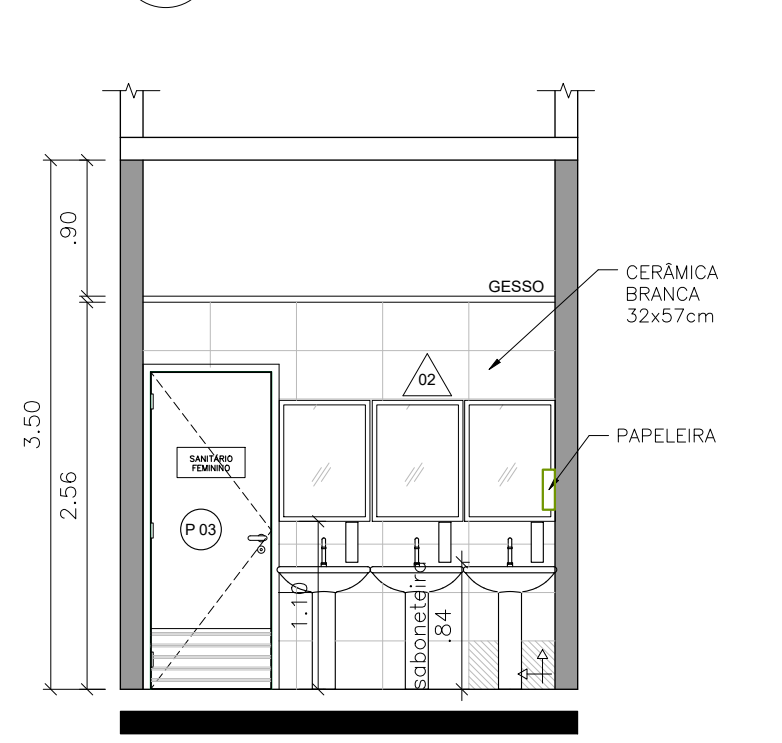 .90
GESSO
CERÂMICA
BRANCA
32x57cm
02
3.50
PAPELEIRA
SANITÁRIO
FEMININO
2.56
P 03
1.10
saboneteira
.84